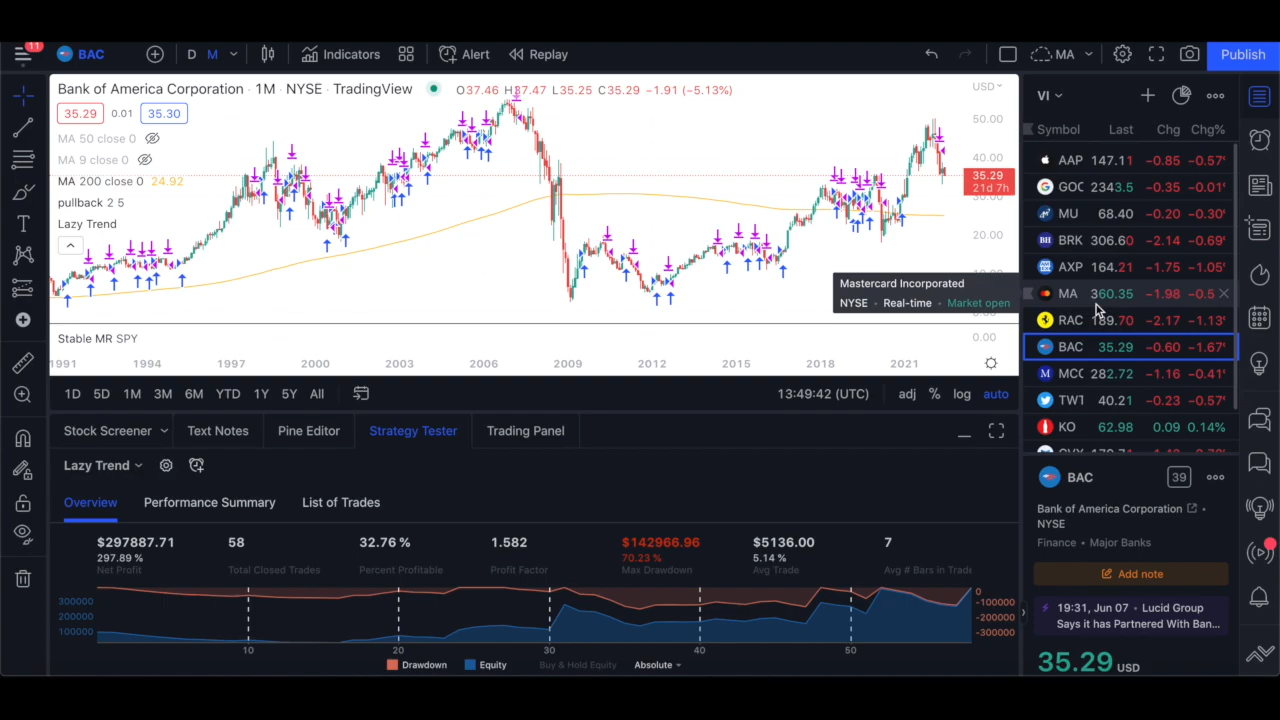 11
BAC
D M
Indicators
Alert
Replay
MA
Publish
Bank of America Corporation · 1M · NYSE · TradingView
O37.46 H37.47 L35.25 C35.29 −1.91 (−5.13%)
35.29 0.01 35.30
MA 50 close 0
MA 9 close 0
MA 200 close 0 24.92
pullback 2 5
Lazy Trend
USD
50.00
40.00
35.29
21d 7h
30.00
20.00
10.00
0.00
Mastercard Incorporated
NYSE • Real-time • Market open
Stable MR SPY
1991 1994 1997 2000 2003 2006 2009 2012 2015 2018 2021
1D 5D 1M 3M 6M YTD 1Y 5Y All
13:49:42 (UTC) adj % log auto
Stock Screener Text Notes Pine Editor Strategy Tester Trading Panel
Lazy Trend
Overview Performance Summary List of Trades
$297887.71 58 32.76 % 1.582 $142966.96 $5136.00 7
297.89 % 70.23 % 5.14 %
Net Profit Total Closed Trades Percent Profitable Profit Factor Max Drawdown Avg Trade Avg # Bars in Trade
300000
200000
100000
0
−100000
−200000
−300000
10 20 30 40 50
Drawdown Equity Buy & Hold Equity Absolute
VI
Symbol Last Chg Chg%
AAP 147.11 −0.85 −0.57
GOC 2343.5 −0.35 −0.01
MU 68.40 −0.20 −0.30
BRK 306.60 −2.14 −0.69
AXP 164.21 −1.75 −1.05
MA 360.35 −1.98 −0.5
RAC 189.70 −2.17 −1.13
BAC 35.29 −0.60 −1.67
MCC 282.72 −1.16 −0.41
TWT 40.21 −0.23 −0.57
KO 62.98 0.09 0.14%
BAC
39
Bank of America Corporation •
NYSE
Finance • Major Banks
Add note
19:31, Jun 07 • Lucid Group
Says it has Partnered With Ban...
35.29 USD